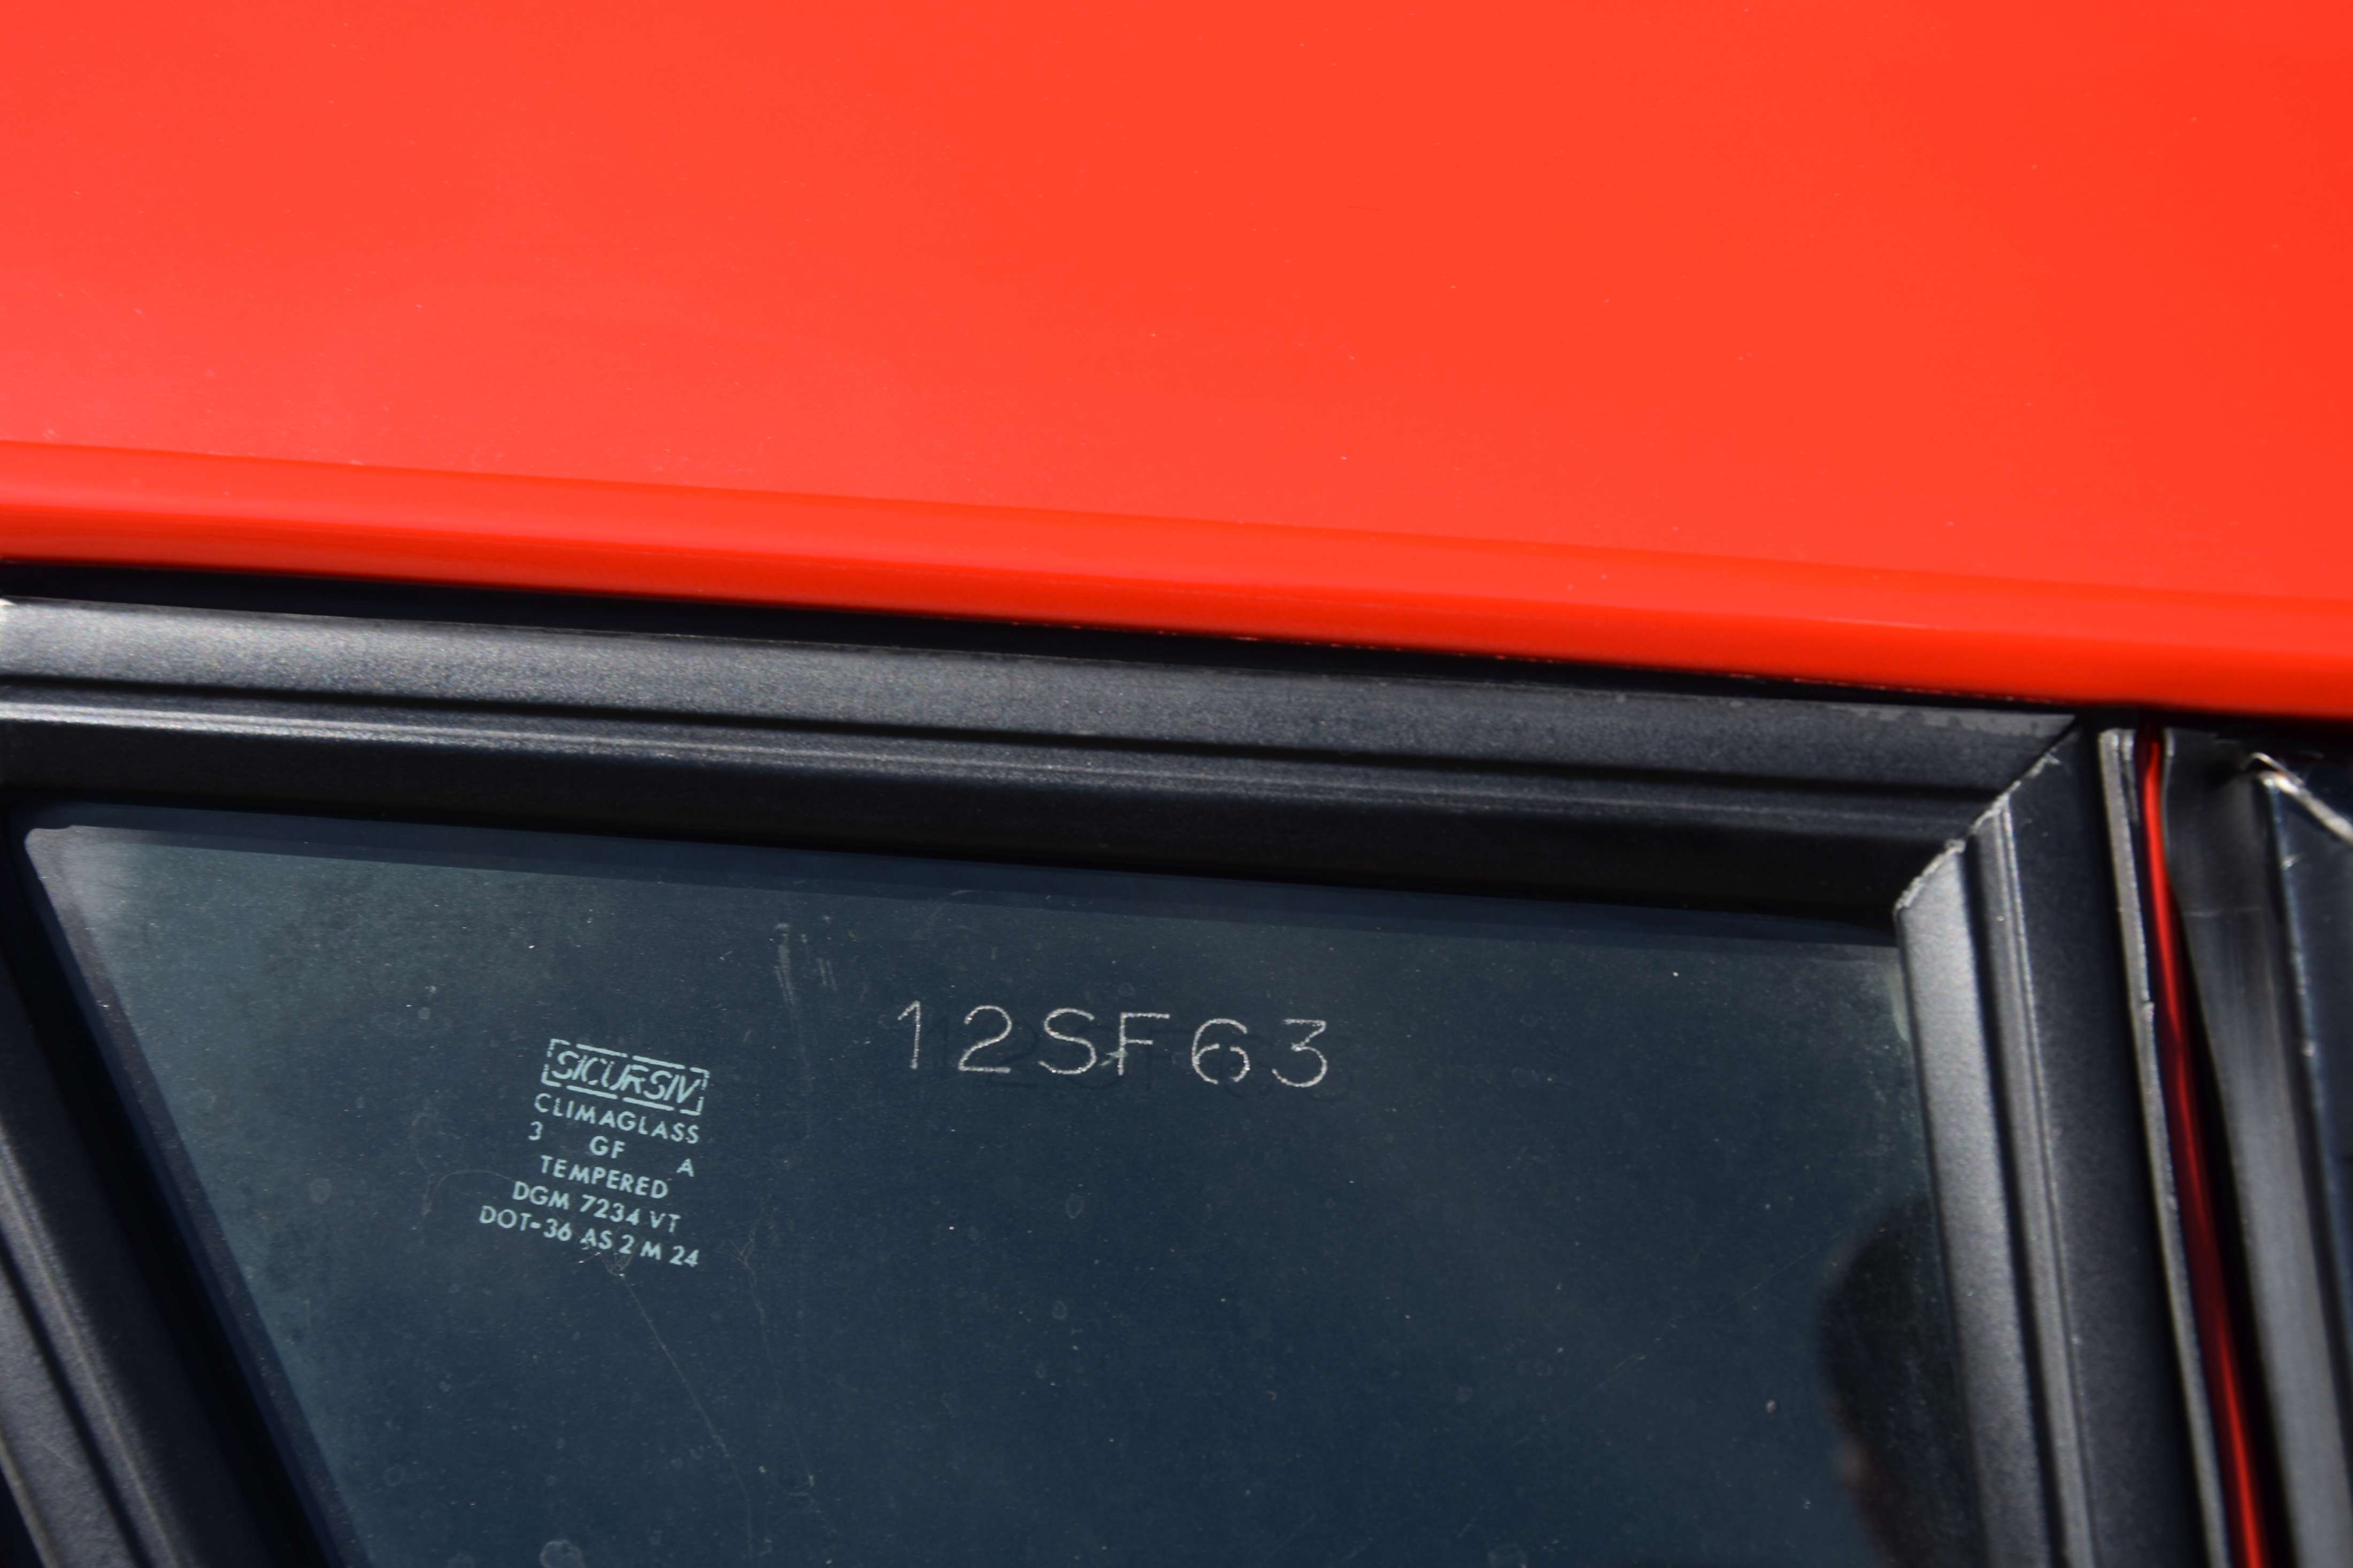 12SF63
SICURSIV
CLIMAGLASS
3 GF A
TEMPERED
DGM 7234 VT
DOT-36 AS 2 M 24